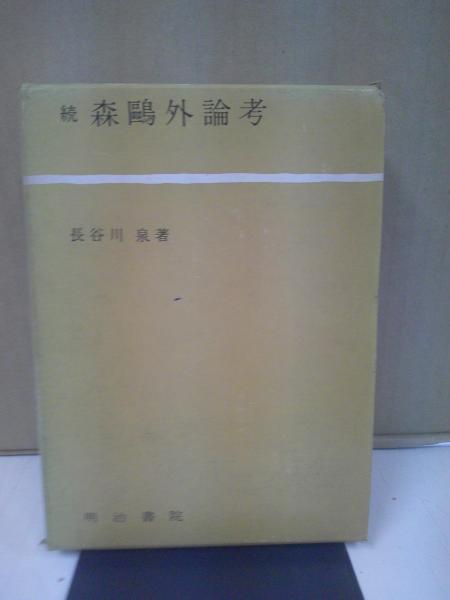 続 森鷗外論考
長谷川 泉著
明治書院